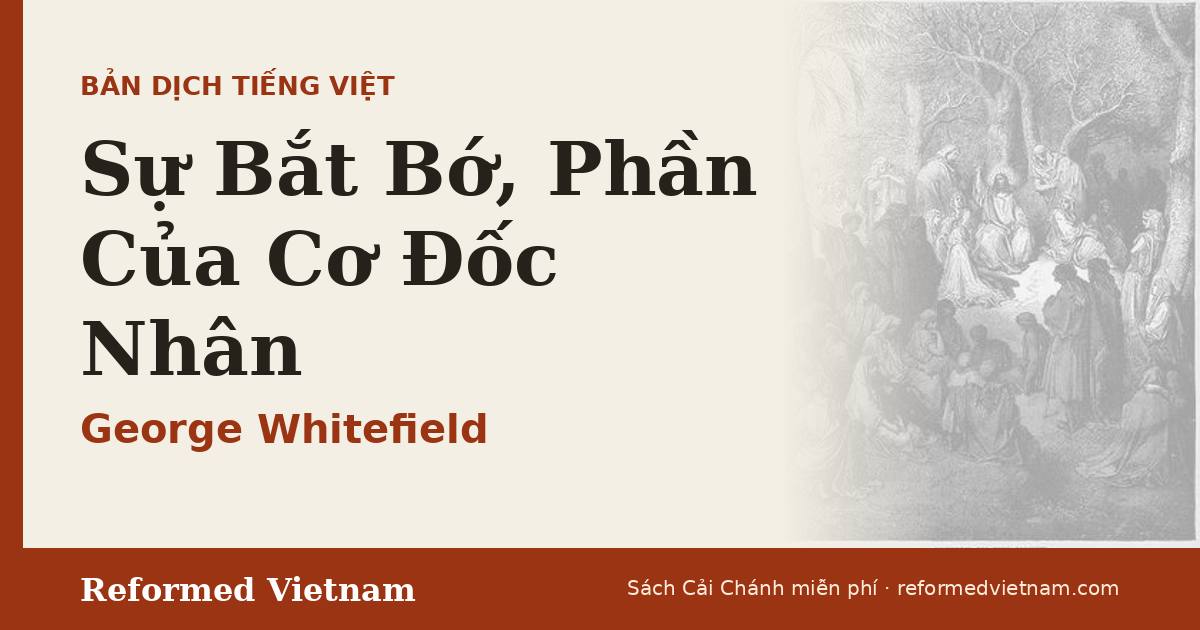 BẢN DỊCH TIẾNG VIỆT
Sự Bắt Bớ, Phần
Của Cơ Đốc
Nhân
George Whitefield
Reformed Vietnam
Sách Cải Chánh miễn phí · reformedvietnam.com